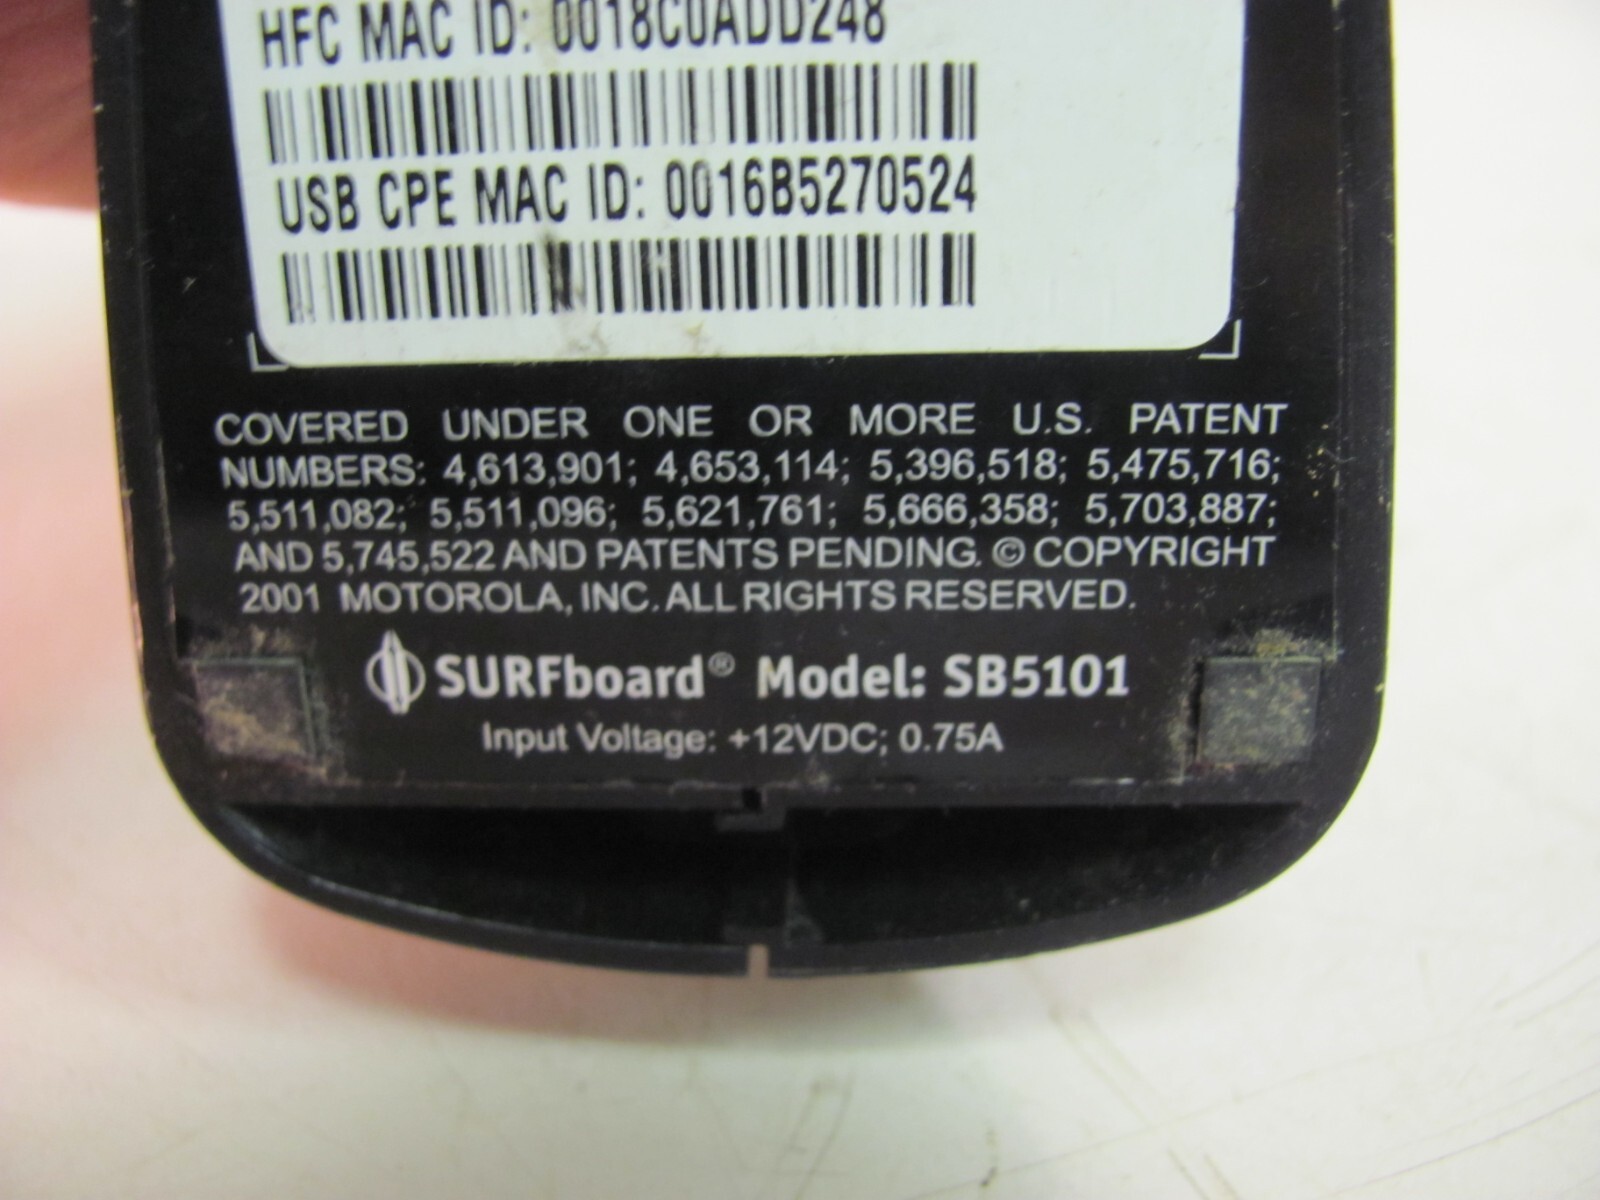 HFC MAC ID: 0018C0ADD248
USB CPE MAC ID: 0016B5270524
COVERED UNDER ONE OR MORE U.S. PATENT
NUMBERS: 4,613,901; 4,653,114; 5,396,518; 5,475,716;
5,511,082; 5,511,096; 5,621,761; 5,666,358; 5,703,887;
AND 5,745,522 AND PATENTS PENDING. © COPYRIGHT
2001 MOTOROLA, INC. ALL RIGHTS RESERVED.
SURFboard® Model: SB5101
Input Voltage: +12VDC; 0.75A